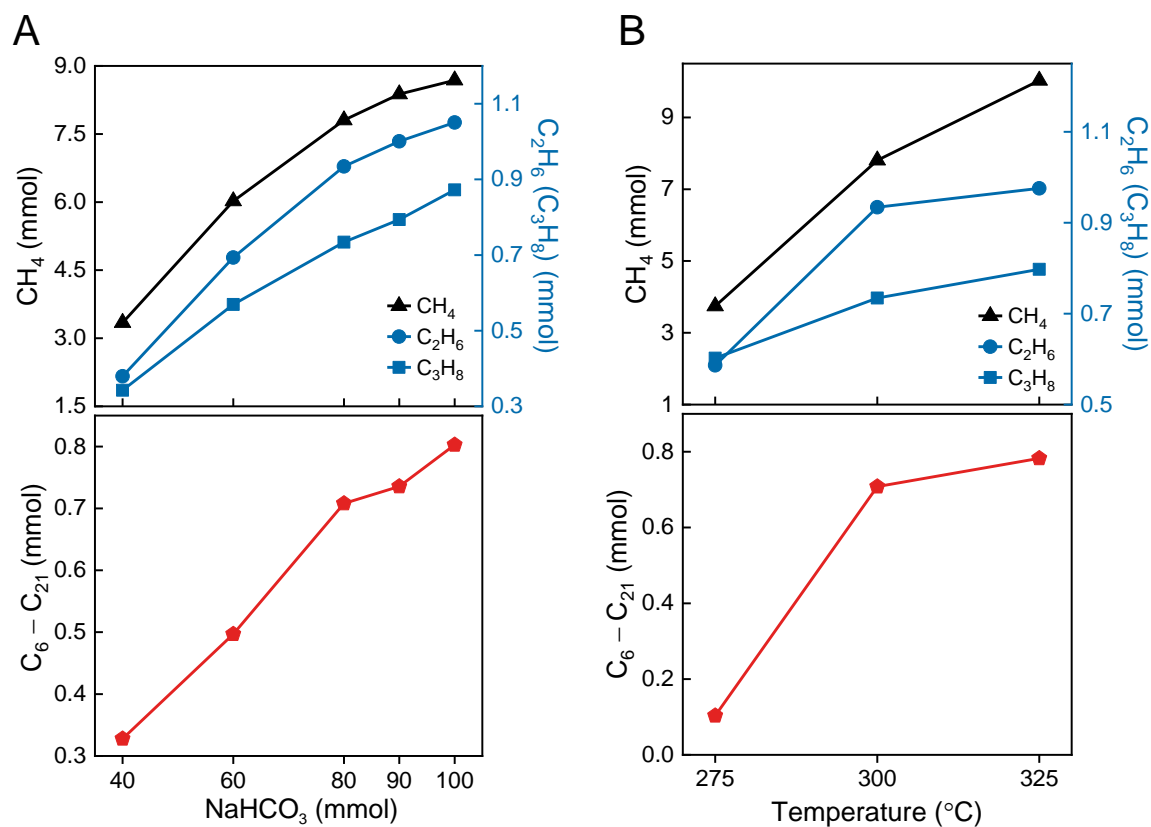 A
9.0
7.5
6.0
4.5
3.0
1.5
CH₄ (mmol)
1.1
0.9
0.7
0.5
0.3
C₂H₆ (C₃H₈) (mmol)
CH₄
C₂H₆
C₃H₈
0.8
0.7
0.6
0.5
0.4
0.3
C₆ – C₂₁ (mmol)
40 60 80 90 100
NaHCO₃ (mmol)
B
9
7
5
3
1
CH₄ (mmol)
1.1
0.9
0.7
0.5
C₂H₆ (C₃H₈) (mmol)
CH₄
C₂H₆
C₃H₈
0.8
0.6
0.4
0.2
0.0
C₆ – C₂₁ (mmol)
275 300 325
Temperature (°C)